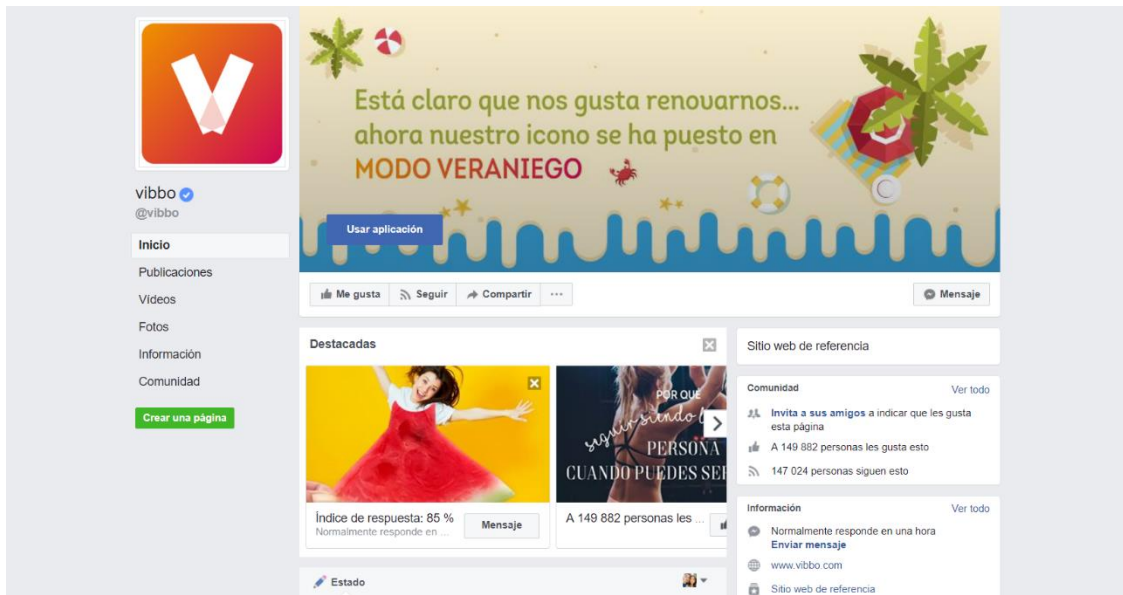 Está claro que nos gusta renovarnos...
ahora nuestro icono se ha puesto en
MODO VERANIEGO
Usar aplicación
vibbo
@vibbo
Inicio
Publicaciones
Vídeos
Fotos
Información
Comunidad
Crear una página
Me gusta
Seguir
Compartir
Mensaje
Destacadas
POR QUE
seguir siendo
PERSONA
CUANDO PUEDES SER
Índice de respuesta: 85 %
Normalmente responde en ...
Mensaje
A 149 882 personas les ...
Estado
Sitio web de referencia
Comunidad
Ver todo
Invita a sus amigos a indicar que les gusta
esta página
A 149 882 personas les gusta esto
147 024 personas siguen esto
Información
Ver todo
Normalmente responde en una hora
Enviar mensaje
www.vibbo.com
Sitio web de referencia